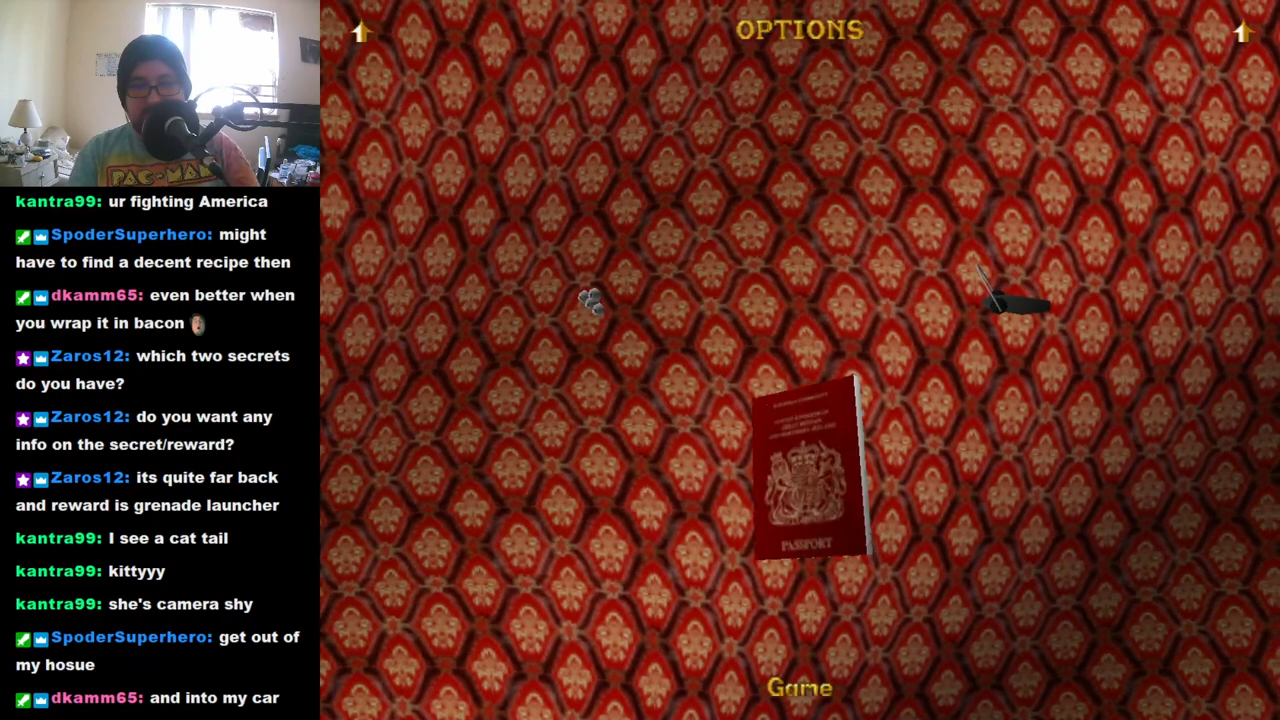 PAC-MAN
kantra99: ur fighting America
SpoderSuperhero: might
have to find a decent recipe then
dkamm65: even better when
you wrap it in bacon
Zaros12: which two secrets
do you have?
Zaros12: do you want any
info on the secret/reward?
Zaros12: its quite far back
and reward is grenade launcher
kantra99: I see a cat tail
kantra99: kittyyy
kantra99: she's camera shy
SpoderSuperhero: get out of
my hosue
dkamm65: and into my car
OPTIONS
PASSPORT
Game